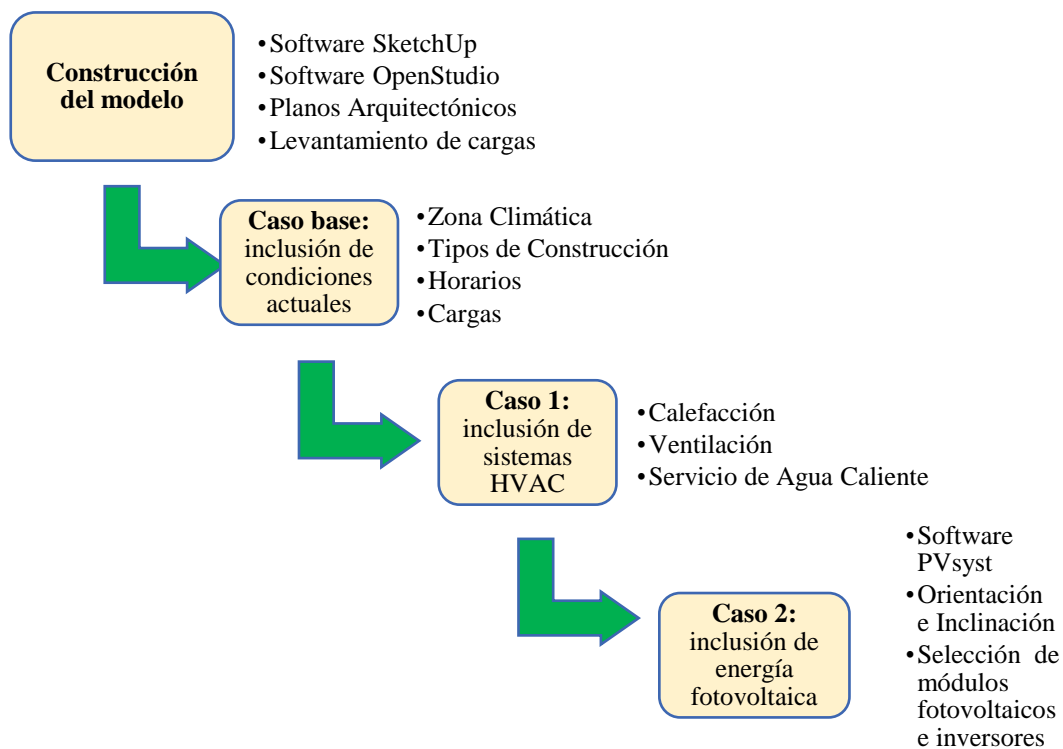 Construcción
del modelo
•Software SketchUp
•Software OpenStudio
•Planos Arquitectónicos
•Levantamiento de cargas
Caso base:
inclusión de
condiciones
actuales
•Zona Climática
•Tipos de Construcción
•Horarios
•Cargas
Caso 1:
inclusión de
sistemas
HVAC
•Calefacción
•Ventilación
•Servicio de Agua Caliente
Caso 2:
inclusión de
energía
fotovoltaica
•Software
PVsyst
•Orientación
e Inclinación
•Selección de
módulos
fotovoltaicos
e inversores